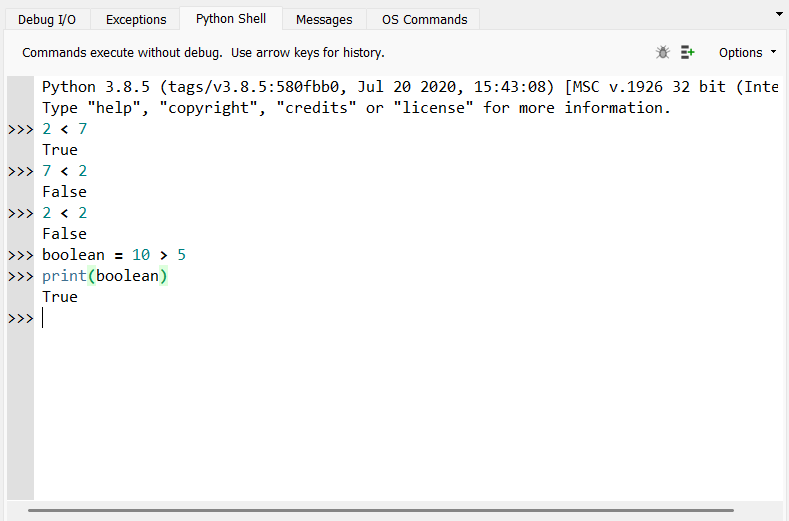 Debug I/O Exceptions Python Shell Messages OS Commands
Commands execute without debug. Use arrow keys for history. Options
Python 3.8.5 (tags/v3.8.5:580fbb0, Jul 20 2020, 15:43:08) [MSC v.1926 32 bit (Inte
Type "help", "copyright", "credits" or "license" for more information.
>>> 2 < 7
True
>>> 7 < 2
False
>>> 2 < 2
False
>>> boolean = 10 > 5
>>> print(boolean)
True
>>>